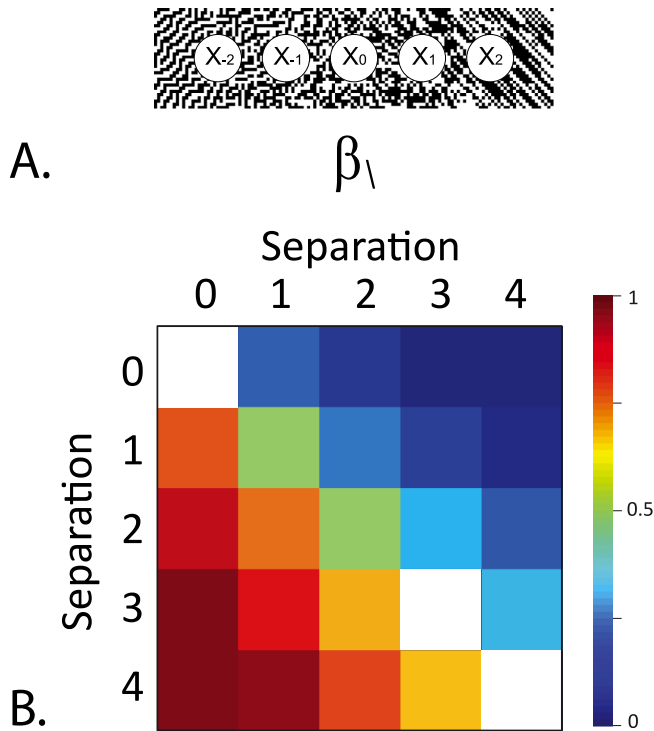 X-2 X-1 X0 X1 X2
A.
β\
Separation
0 1 2 3 4
1
0
Separation
1
2
0.5
3
4
0
B.